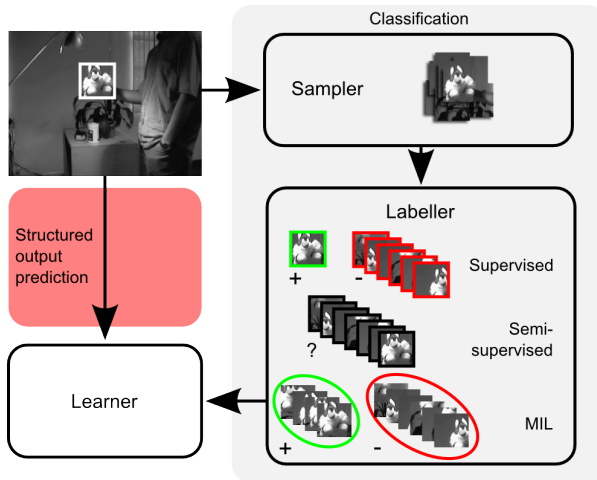 Classification
Sampler
Labeller
+
-
Supervised
?
Semi-
supervised
+
-
MIL
Structured
output
prediction
Learner